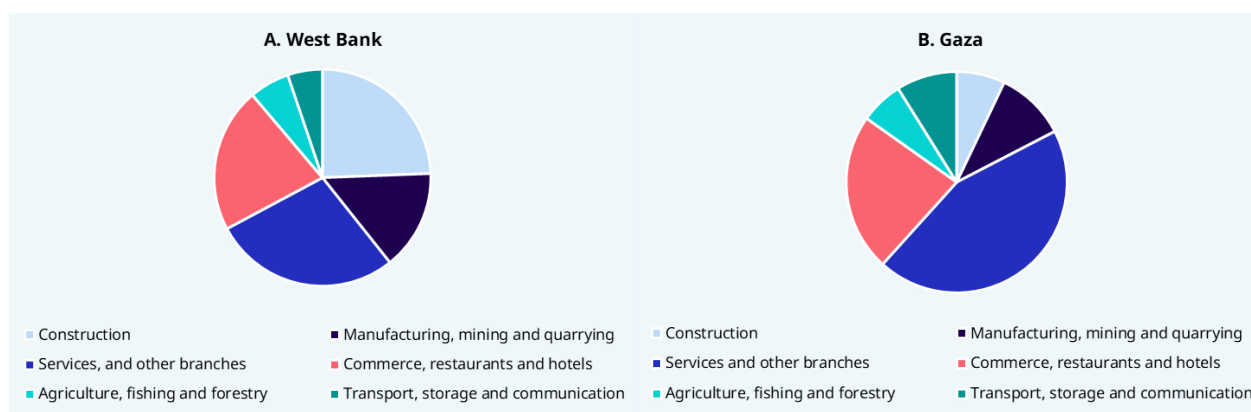 A. West Bank
Construction
Manufacturing, mining and quarrying
Services, and other branches
Commerce, restaurants and hotels
Agriculture, fishing and forestry
Transport, storage and communication
B. Gaza
Construction
Manufacturing, mining and quarrying
Services and other branches
Commerce, restaurants and hotels
Agriculture, fishing and forestry
Transport, storage and communication